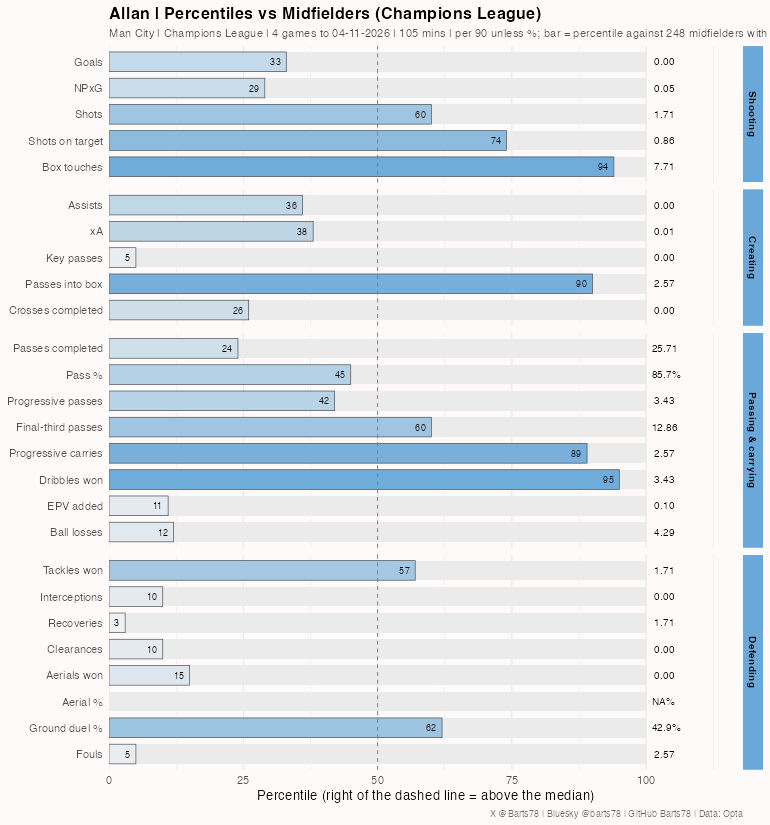 Allan | Percentiles vs Midfielders (Champions League)
Man City | Champions League | 4 games to 04-11-2026 | 105 mins | per 90 unless %; bar = percentile against 248 midfielders with
Goals 33 0.00
NPxG 29 0.05
Shots 60 1.71
Shots on target 74 0.86
Box touches 94 7.71
Shooting
Assists 36 0.00
xA 38 0.01
Key passes 5 0.00
Passes into box 90 2.57
Crosses completed 26 0.00
Creating
Passes completed 24 25.71
Pass % 45 85.7%
Progressive passes 42 3.43
Final-third passes 60 12.86
Progressive carries 89 2.57
Dribbles won 95 3.43
EPV added 11 0.10
Ball losses 12 4.29
Passing & carrying
Tackles won 57 1.71
Interceptions 10 0.00
Recoveries 3 1.71
Clearances 10 0.00
Aerials won 15 0.00
Aerial % NA%
Ground duel % 62 42.9%
Fouls 5 2.57
Defending
0 25 50 75 100
Percentile (right of the dashed line = above the median)
X @Barts78 | Bluesky @barts78 | GitHub Barts78 | Data: Opta